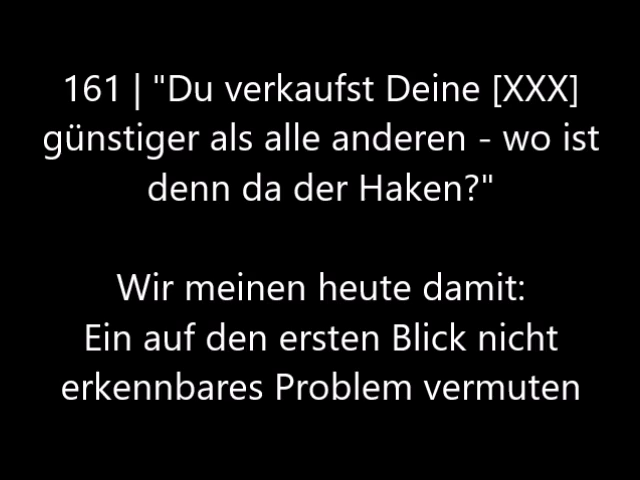 161 | "Du verkaufst Deine [XXX]
günstiger als alle anderen - wo ist
denn da der Haken?"
Wir meinen heute damit:
Ein auf den ersten Blick nicht
erkennbares Problem vermuten